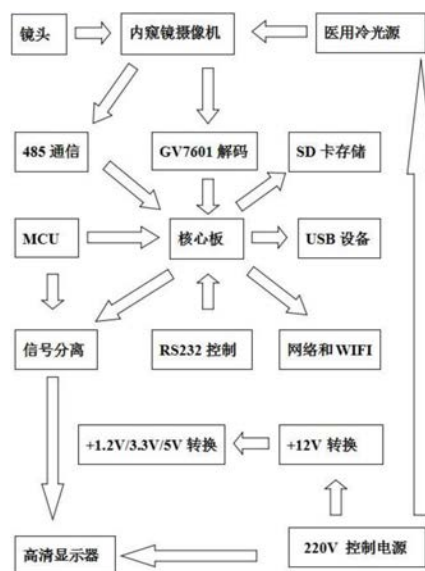 镜头
内窥镜摄像机
医用冷光源
485 通信
GV7601 解码
SD 卡存储
MCU
核心板
USB 设备
信号分离
RS232 控制
网络和 WIFI
+1.2V/3.3V/5V 转换
+12V 转换
高清显示器
220V 控制电源